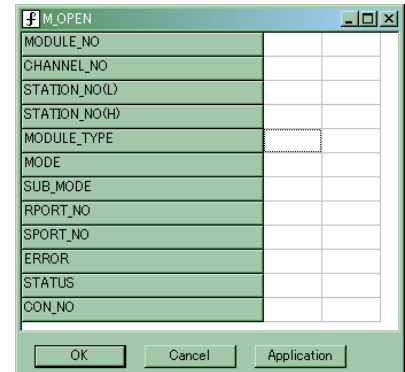 M_OPEN
MODULE_NO
CHANNEL_NO
STATION_NO(L)
STATION_NO(H)
MODULE_TYPE
MODE
SUB_MODE
RPORT_NO
SPORT_NO
ERROR
STATUS
CON_NO
OK Cancel Application